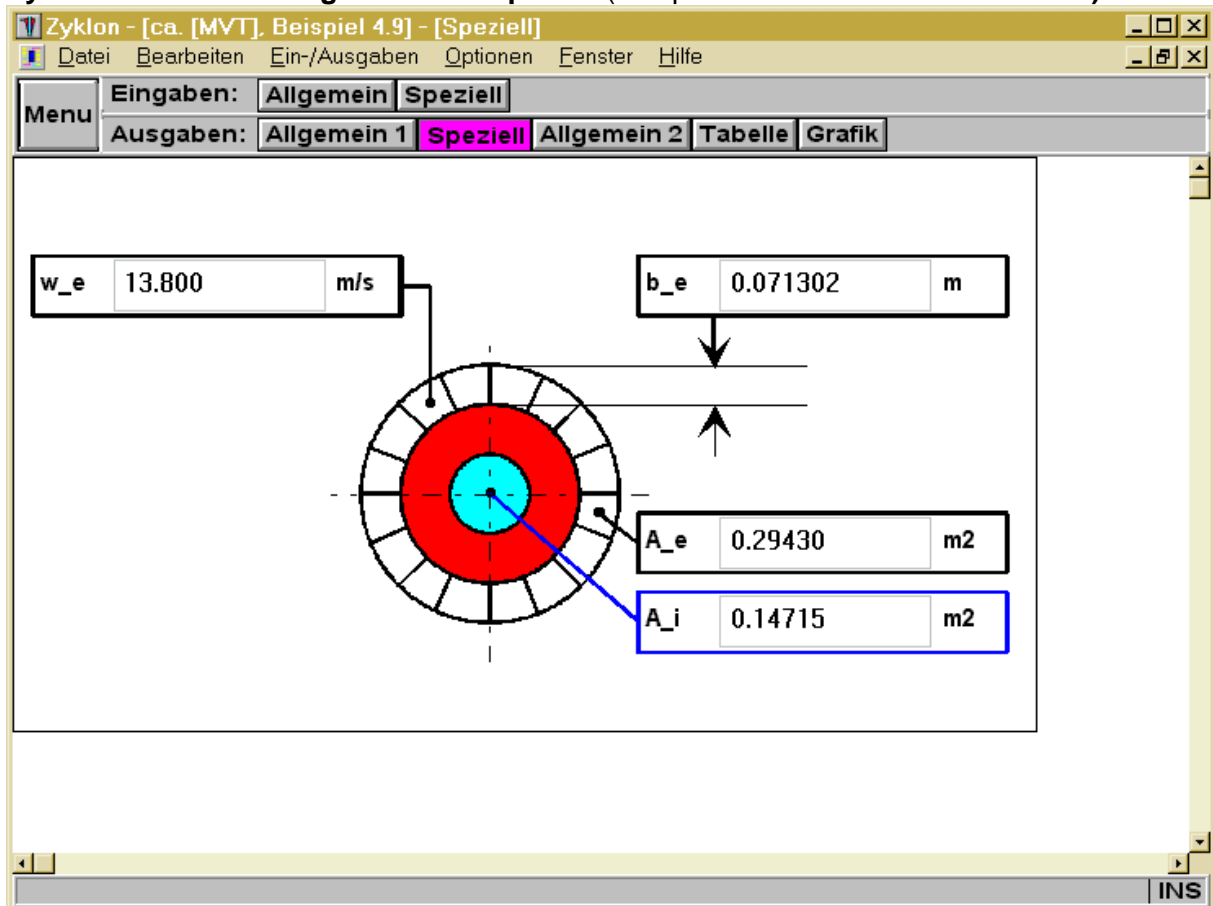 Zyklon - [ca. [MVT], Beispiel 4.9] - [Speziell]
Datei Bearbeiten Ein-/Ausgaben Optionen Fenster Hilfe
Menu
Eingaben: Allgemein Speziell
Ausgaben: Allgemein 1 Speziell Allgemein 2 Tabelle Grafik
w_e 13.800 m/s
b_e 0.071302 m
A_e 0.29430 m2
A_i 0.14715 m2
INS